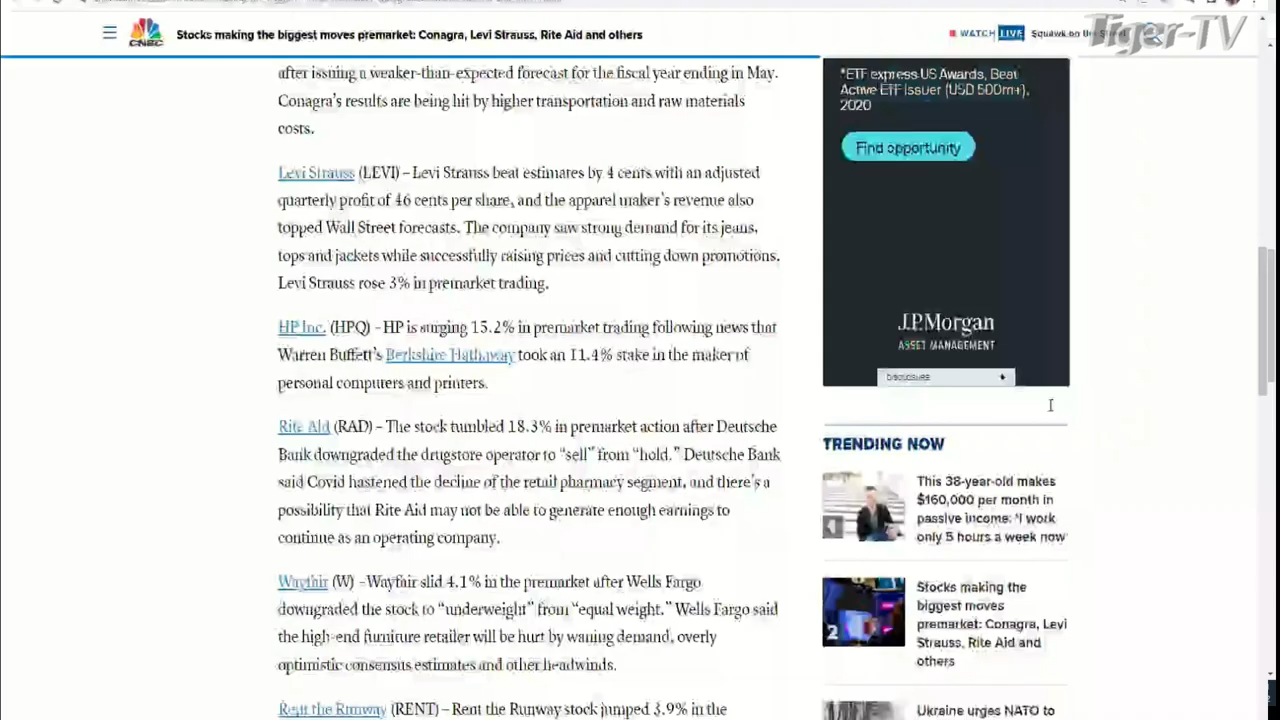 Tiger-TV
CNBC
Stocks making the biggest moves premarket: Conagra, Levi Strauss, Rite Aid and others
WATCH LIVE Squawk on the Street
after issuing a weaker-than-expected forecast for the fiscal year ending in May.
Conagra's results are being hit by higher transportation and raw materials
costs.
Levi Strauss (LEVI) – Levi Strauss beat estimates by 4 cents with an adjusted
quarterly profit of 46 cents per share, and the apparel maker's revenue also
topped Wall Street forecasts. The company saw strong demand for its jeans,
tops and jackets while successfully raising prices and cutting down promotions.
Levi Strauss rose 3% in premarket trading.
HP Inc. (HPQ) – HP is surging 15.2% in premarket trading following news that
Warren Buffett's Berkshire Hathaway took an 11.4% stake in the maker of
personal computers and printers.
Rite Aid (RAD) – The stock tumbled 18.3% in premarket action after Deutsche
Bank downgraded the drugstore operator to "sell" from "hold." Deutsche Bank
said Covid hastened the decline of the retail pharmacy segment, and there's a
possibility that Rite Aid may not be able to generate enough earnings to
continue as an operating company.
Wayfair (W) – Wayfair slid 4.1% in the premarket after Wells Fargo
downgraded the stock to "underweight" from "equal weight." Wells Fargo said
the high-end furniture retailer will be hurt by waning demand, overly
optimistic consensus estimates and other headwinds.
Rent the Runway (RENT) – Rent the Runway stock jumped 3.9% in the
*ETF express US Awards, Best
Active ETF Issuer (USD 500m+),
2020
Find opportunity
J.P.Morgan
ASSET MANAGEMENT
DISCLOSURES
TRENDING NOW
This 38-year-old makes
$160,000 per month in
passive income: 'I work
only 5 hours a week now
Stocks making the
biggest moves
premarket: Conagra, Levi
Strauss, Rite Aid and
others
Ukraine urges NATO to